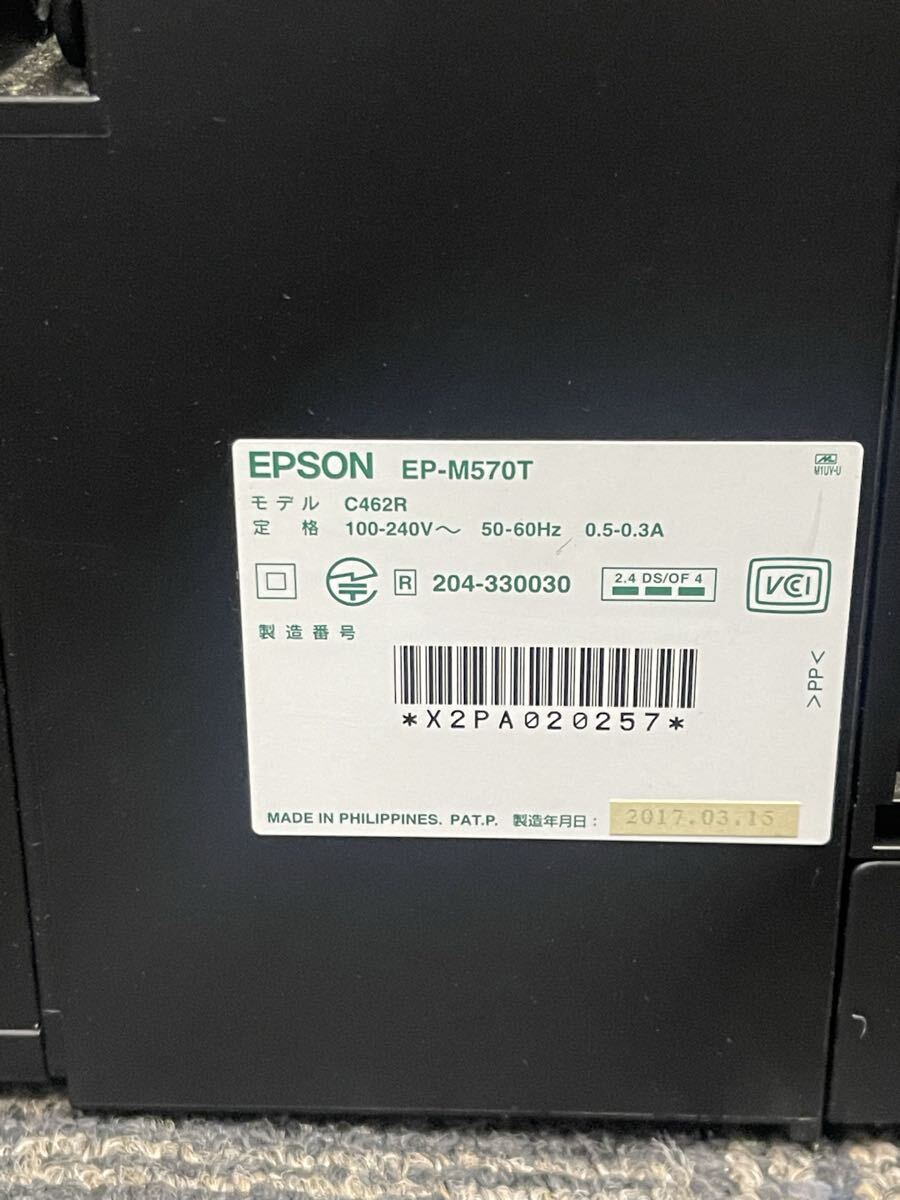 EPSON EP-M570T
M1UV-U
モデル C462R
定格 100-240V～ 50-60Hz 0.5-0.3A
R 204-330030
2.4 DS/OF 4
VCCI
製造番号
*X2PA020257*
>PP<
MADE IN PHILIPPINES. PAT.P. 製造年月日： 2017.03.15